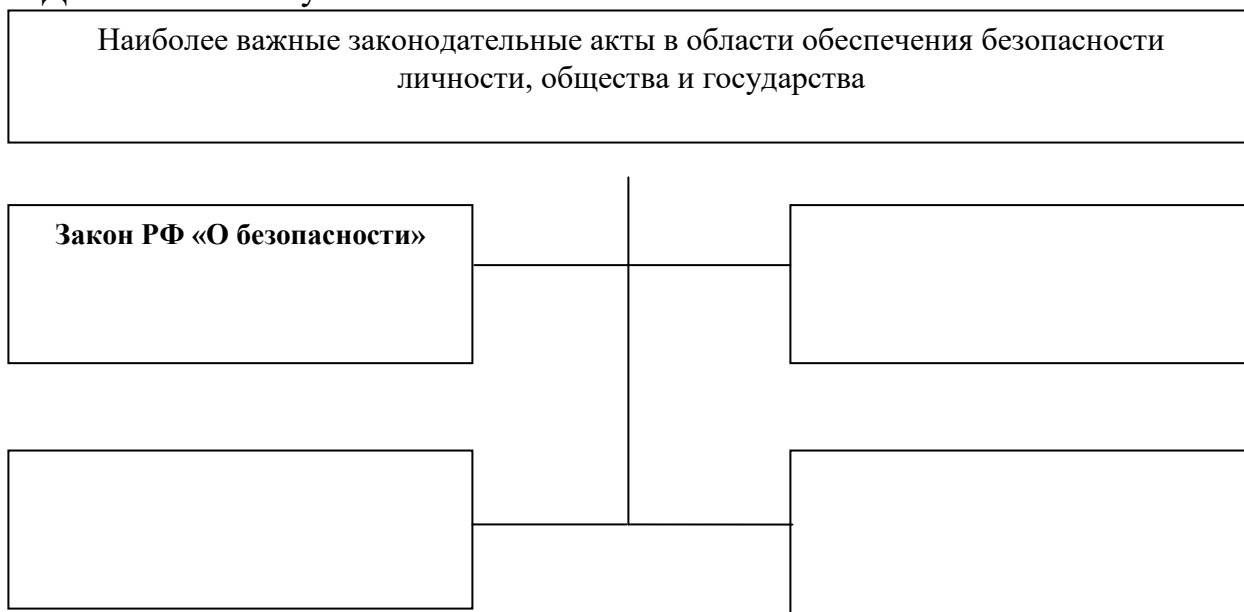 Наиболее важные законодательные акты в области обеспечения безопасности
личности, общества и государства
Закон РФ «О безопасности»